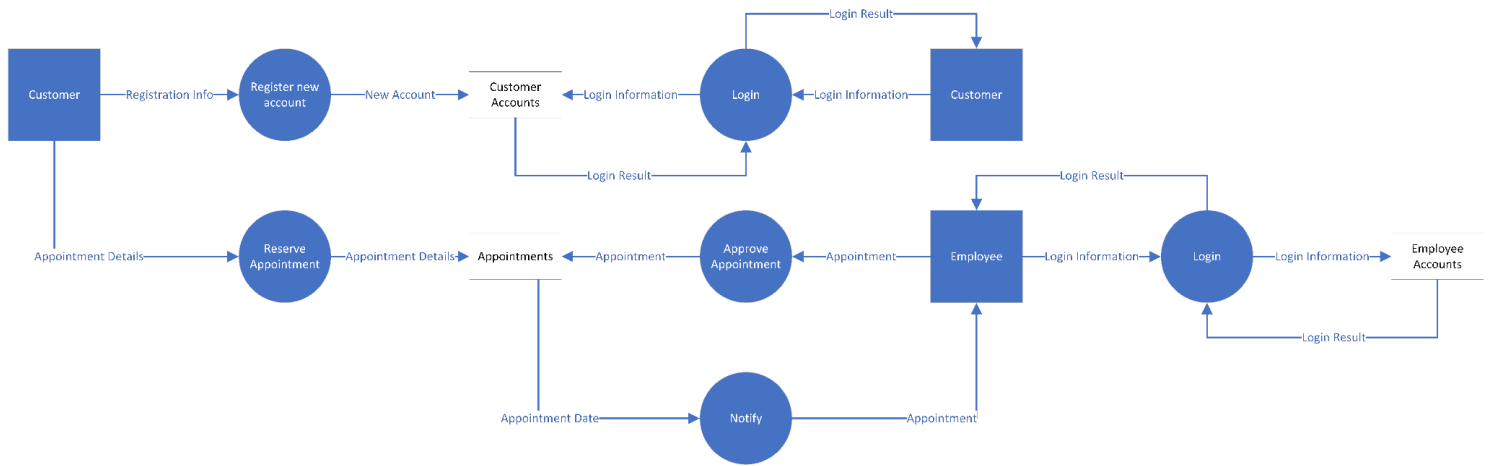 Login Result
Customer
Registration Info
Register new
account
New Account
Customer
Accounts
Login Information
Login
Login Information
Customer
Login Result
Login Result
Appointment Details
Reserve
Appointment
Appointment Details
Appointments
Appointment
Approve
Appointment
Appointment
Employee
Login Information
Login
Login Information
Employee
Accounts
Login Result
Appointment Date
Notify
Appointment